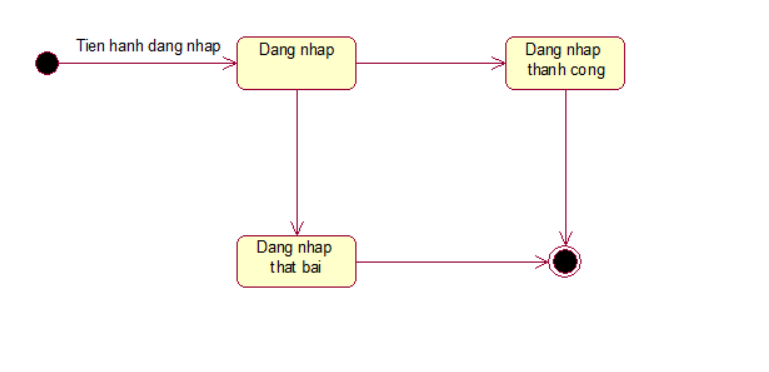 Tien hanh dang nhap
Dang nhap
Dang nhap
thanh cong
Dang nhap
that bai